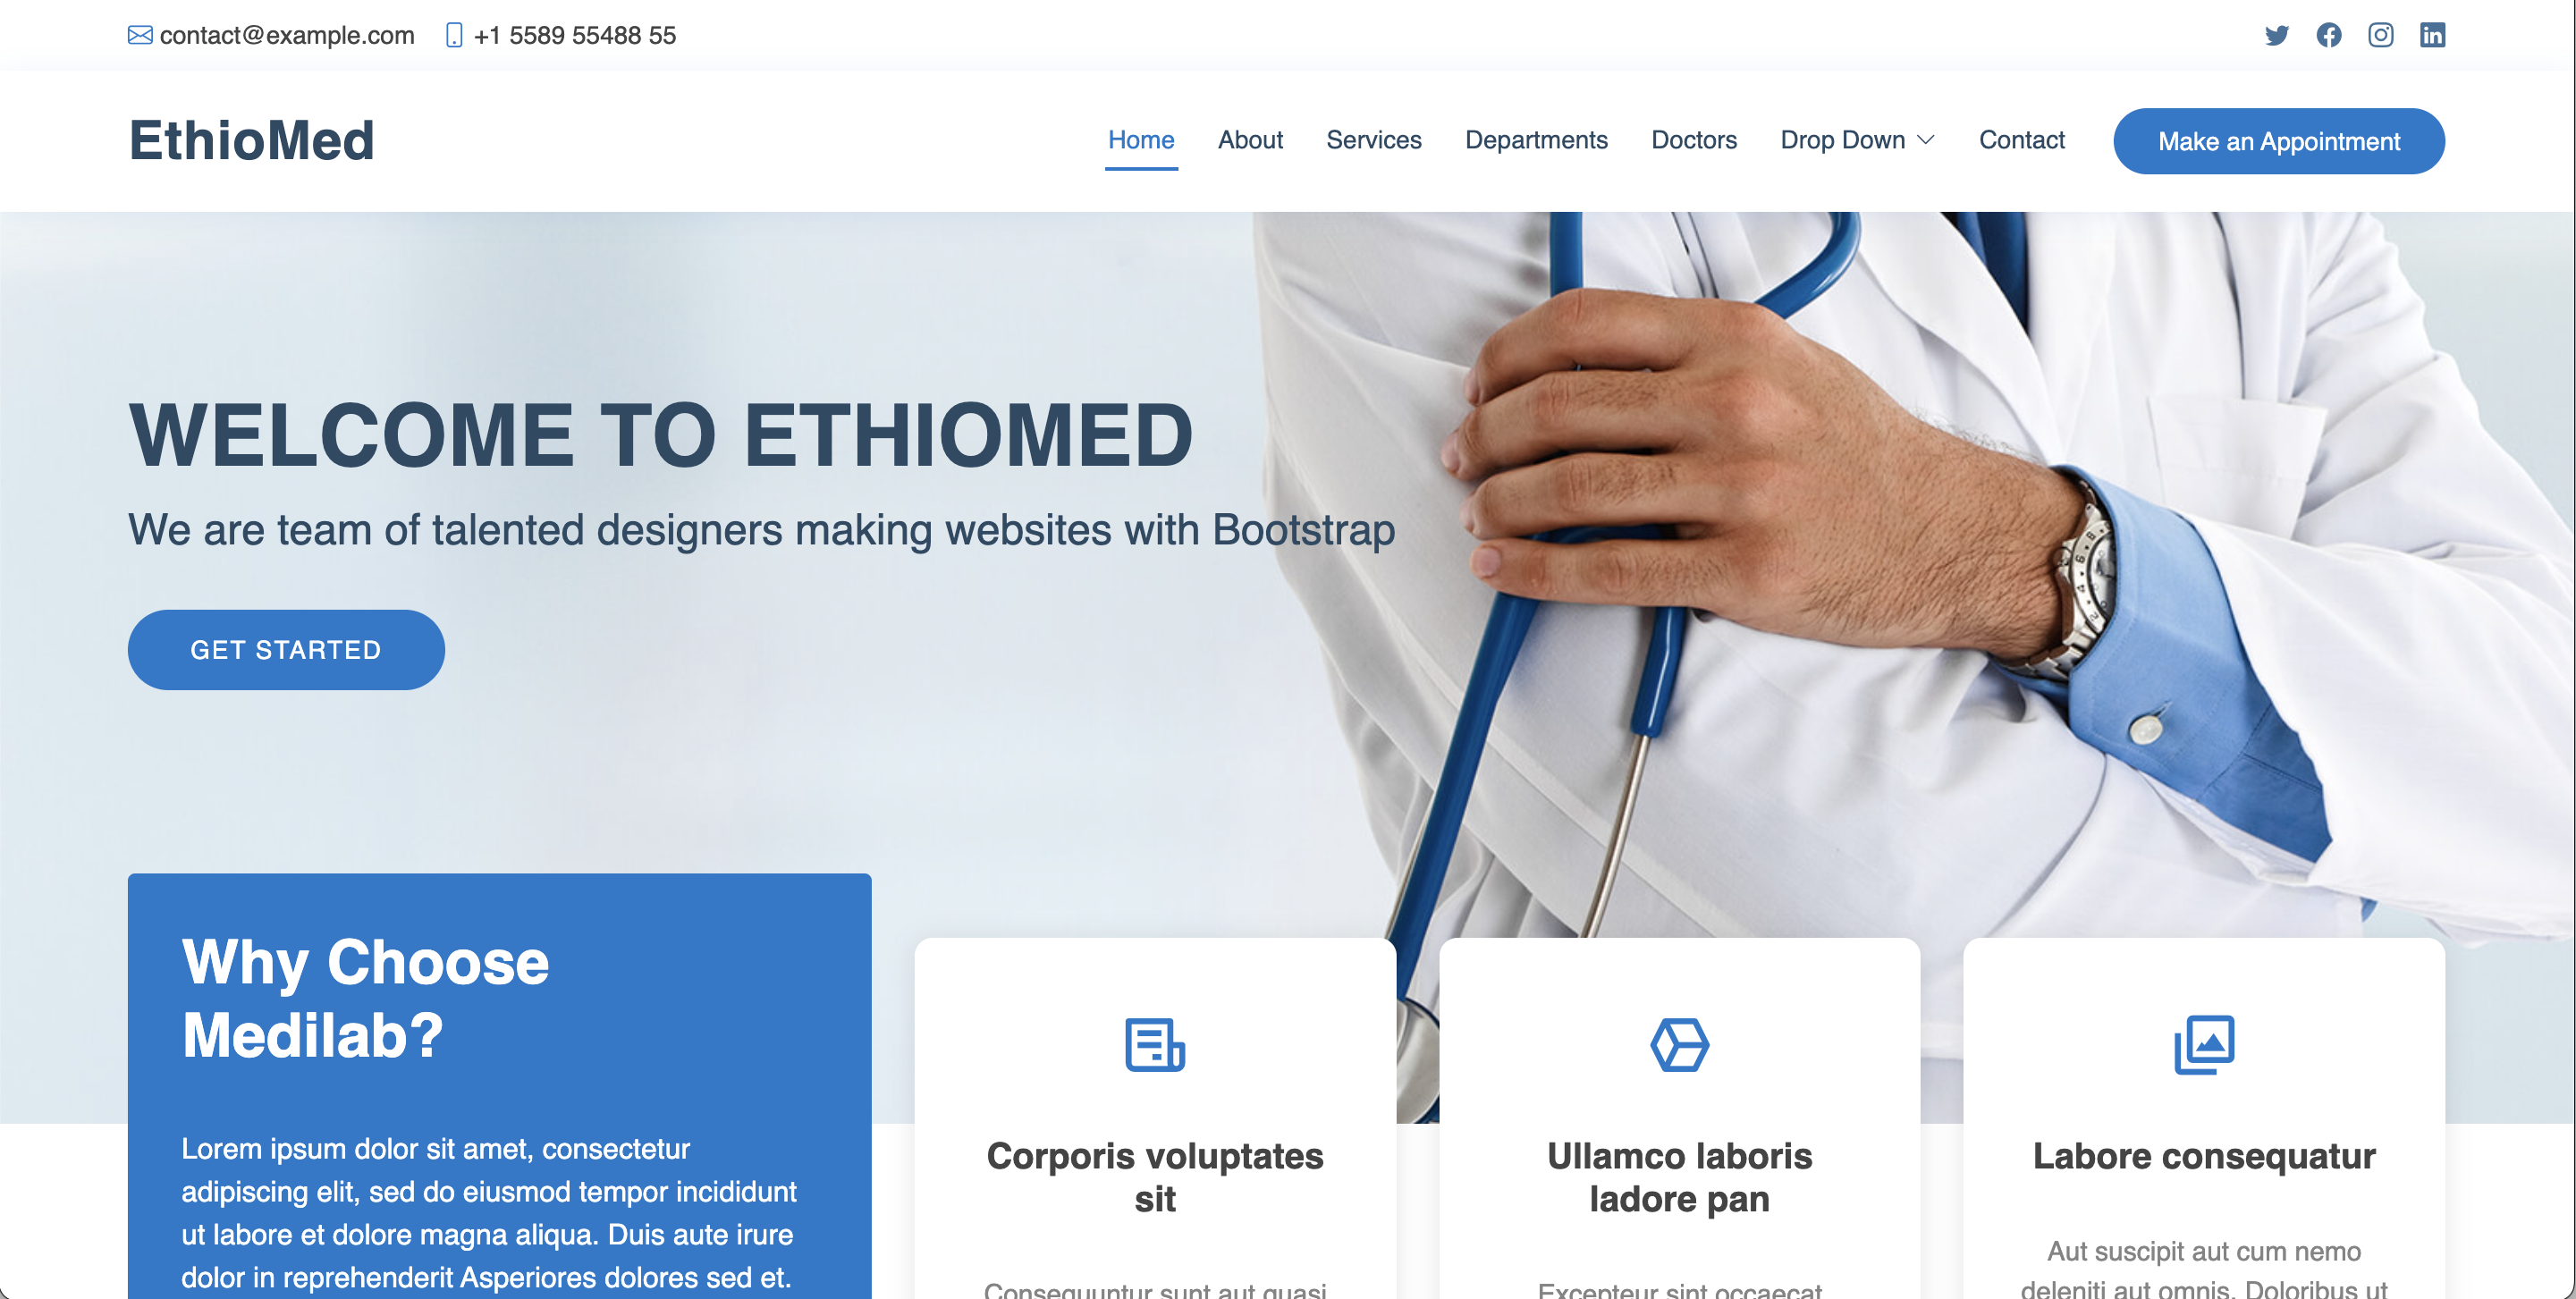 contact@example.com
+1 5589 55488 55
EthioMed
Home
About
Services
Departments
Doctors
Drop Down
Contact
Make an Appointment
WELCOME TO ETHIOMED
We are team of talented designers making websites with Bootstrap
GET STARTED
Why Choose
Medilab?
Lorem ipsum dolor sit amet, consectetur
adipiscing elit, sed do eiusmod tempor incididunt
ut labore et dolore magna aliqua. Duis aute irure
dolor in reprehenderit Asperiores dolores sed et.
Corporis voluptates
sit
Consequuntur sunt aut quasi
Ullamco laboris
ladore pan
Excepteur sint occaecat
Labore consequatur
Aut suscipit aut cum nemo
deleniti aut omnis. Doloribus ut